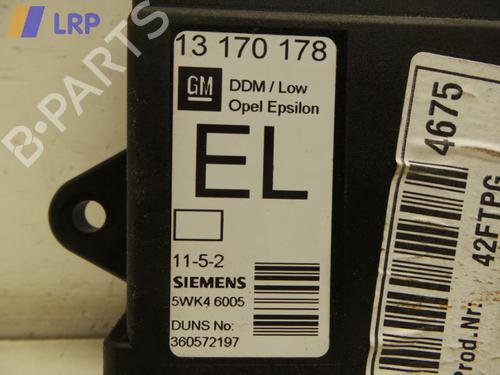 LRP
B-PARTS
13 170 178
GM
DDM / Low
Opel Epsilon
EL
11-5-2
SIEMENS
5WK4 6005
DUNS No:
360572197
4675
42FTPG
Prod.Nr: